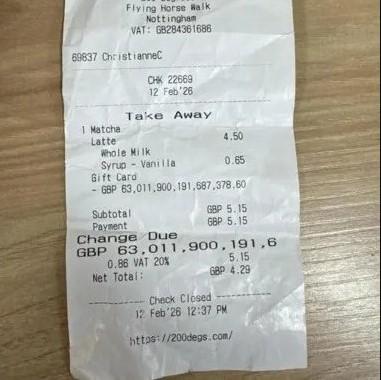 Flying Horse Walk
Nottingham
VAT: GB284361686
69837 ChristianneC
CHK 22669
12 Feb'26
Take Away
1 Matcha
Latte 4.50
Whole Milk
Syrup - Vanilla 0.65
Gift Card
- GBP 63,011,900,191,687,378.60
Subtotal GBP 5.15
Payment GBP 5.15
Change Due
GBP 63,011,900,191,6
5.15
0.86 VAT 20%
Net Total: GBP 4.29
Check Closed
12 Feb'26 12:37 PM
https://200degs.com/